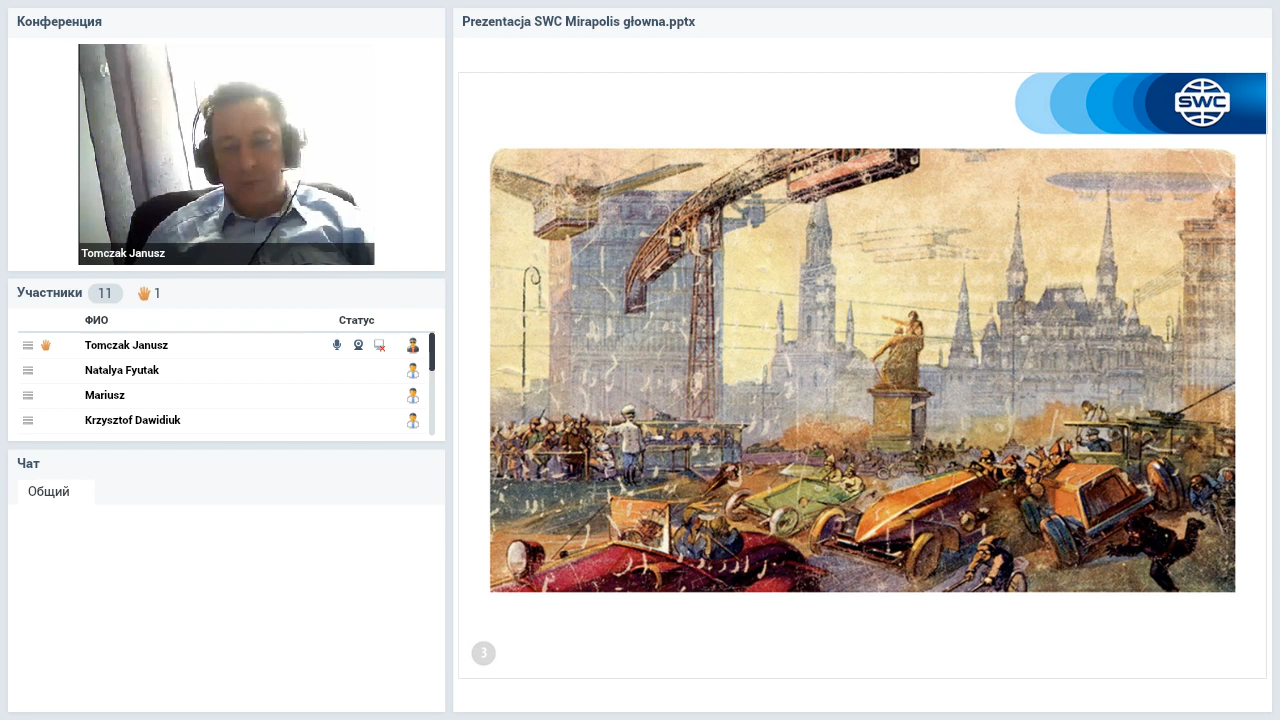 Конференция
Tomczak Janusz
Участники 11 1
ФИО Статус
Tomczak Janusz
Natalya Fyutak
Mariusz
Krzysztof Dawidiuk
Чат
Общий
Prezentacja SWC Mirapolis głowna.pptx
SWC
3